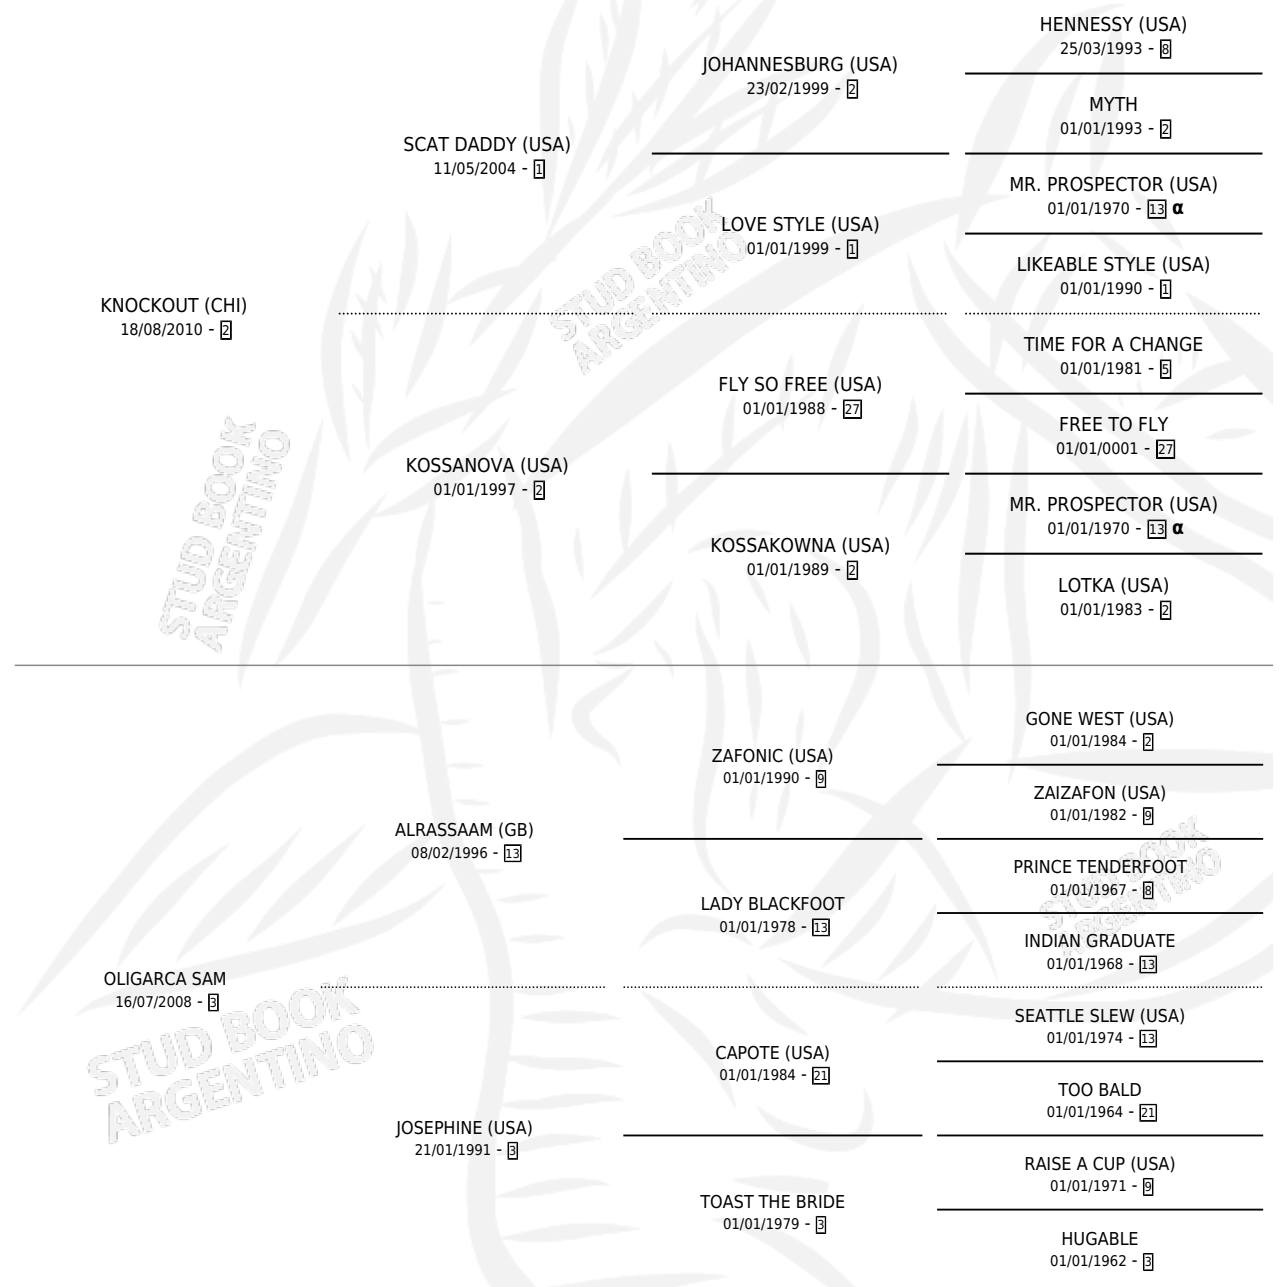 HENNESSY (USA)
25/03/1993 - 8
JOHANNESBURG (USA)
23/02/1999 - 2
MYTH
01/01/1993 - 2
SCAT DADDY (USA)
11/05/2004 - 1
MR. PROSPECTOR (USA)
01/01/1970 - 13 α
LOVE STYLE (USA)
01/01/1999 - 1
LIKEABLE STYLE (USA)
01/01/1990 - 1
KNOCKOUT (CHI)
18/08/2010 - 2
TIME FOR A CHANGE
01/01/1981 - 5
FLY SO FREE (USA)
01/01/1988 - 27
FREE TO FLY
01/01/0001 - 27
KOSSANOVA (USA)
01/01/1997 - 2
MR. PROSPECTOR (USA)
01/01/1970 - 13 α
KOSSAKOWNA (USA)
01/01/1989 - 2
LOTKA (USA)
01/01/1983 - 2
GONE WEST (USA)
01/01/1984 - 2
ZAFONIC (USA)
01/01/1990 - 9
ZAIZAFON (USA)
01/01/1982 - 9
ALRASSAAM (GB)
08/02/1996 - 13
PRINCE TENDERFOOT
01/01/1967 - 8
LADY BLACKFOOT
01/01/1978 - 13
INDIAN GRADUATE
01/01/1968 - 13
OLIGARCA SAM
16/07/2008 - 3
SEATTLE SLEW (USA)
01/01/1974 - 13
CAPOTE (USA)
01/01/1984 - 21
TOO BALD
01/01/1964 - 21
JOSEPHINE (USA)
21/01/1991 - 3
RAISE A CUP (USA)
01/01/1971 - 9
TOAST THE BRIDE
01/01/1979 - 3
HUGABLE
01/01/1962 - 3
STUD BOOK
ARGENTINO
STUD BOOK
ARGENTINO
STUD BOOK
ARGENTINO
STUD BOOK
ARGENTINO